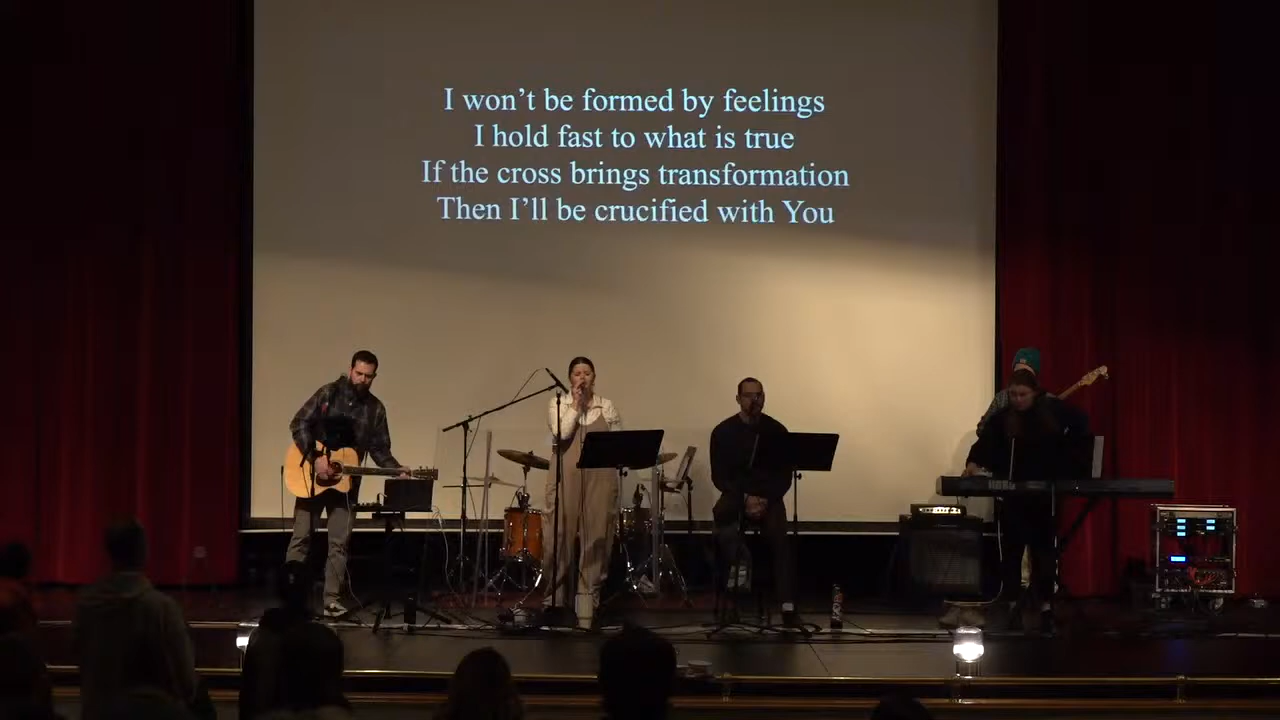 I won’t be formed by feelings
I hold fast to what is true
If the cross brings transformation
Then I’ll be crucified with You